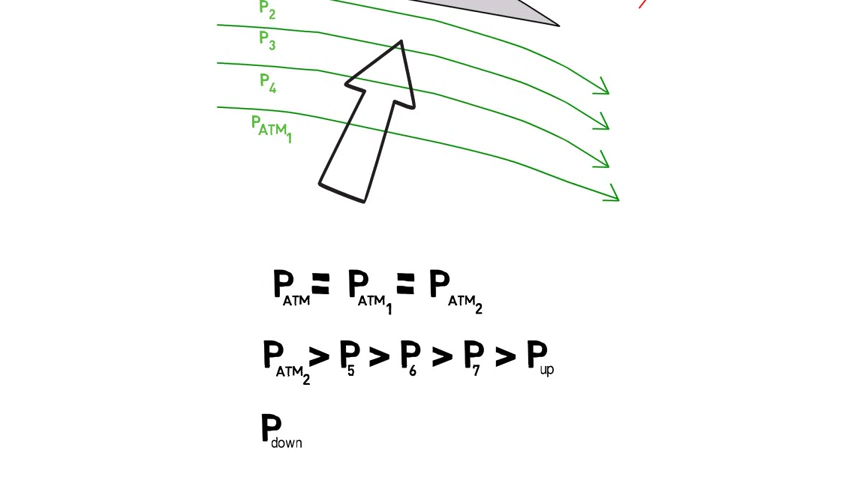 P2
P3
P4
PATM1
PATM = PATM1 = PATM2
PATM2 > P5 > P6 > P7 > Pup
Pdown